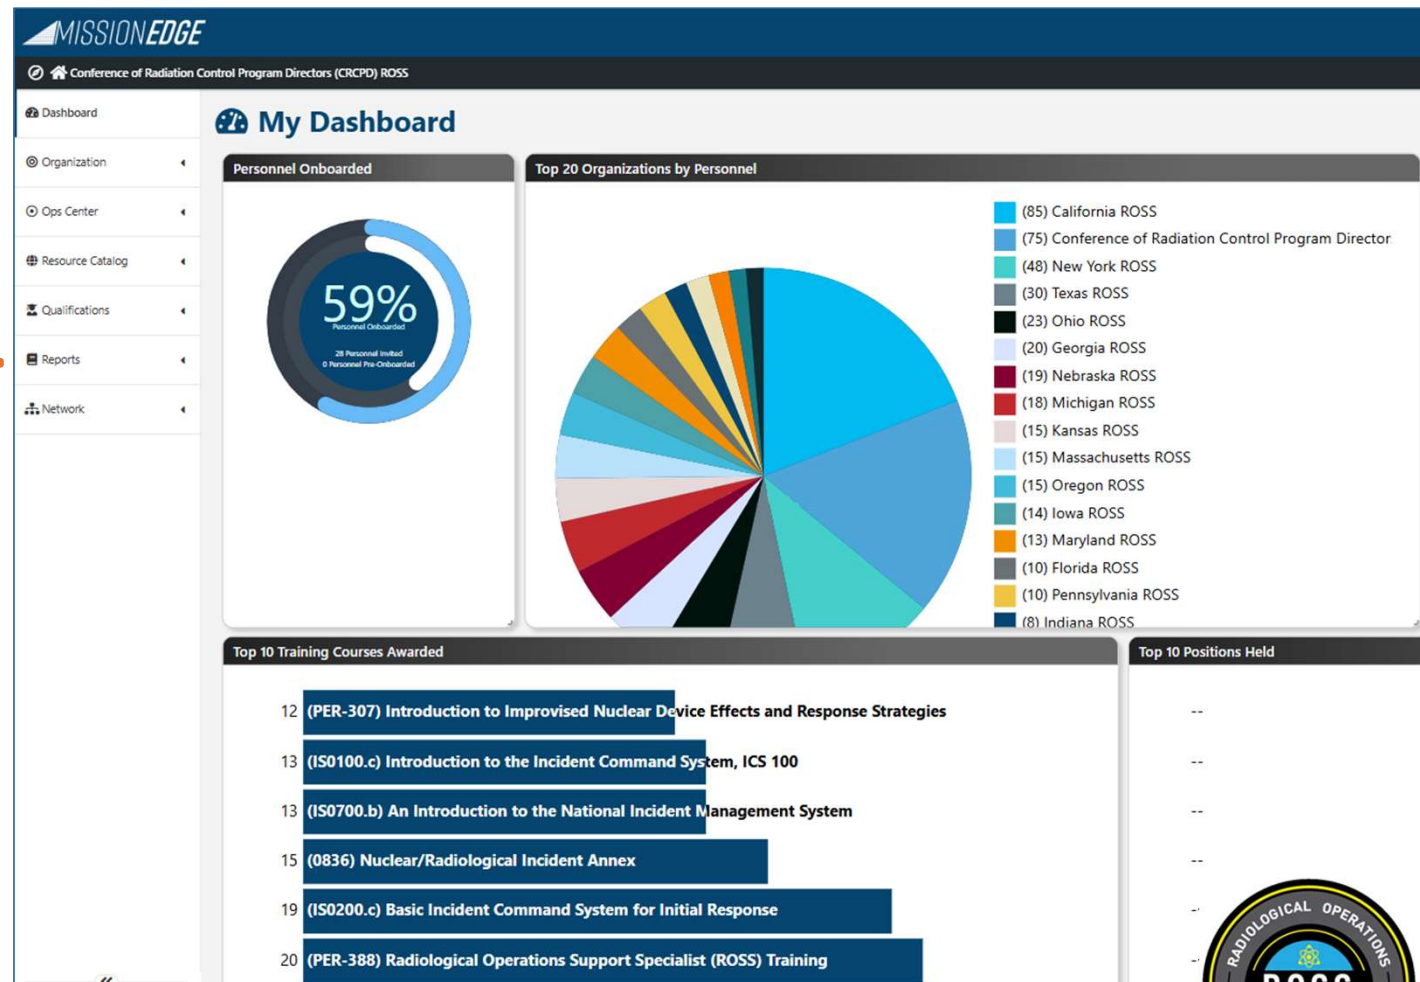 MISSIONEDGE
Conference of Radiation Control Program Directors (CRCPD) ROSS
Dashboard
Organization
Ops Center
Resource Catalog
Qualifications
Reports
Network
My Dashboard
Personnel Onboarded
59%
Personnel Onboarded
28 Personnel Invited
0 Personnel Pre-Onboarded
Top 20 Organizations by Personnel
(85) California ROSS
(75) Conference of Radiation Control Program Director
(48) New York ROSS
(30) Texas ROSS
(23) Ohio ROSS
(20) Georgia ROSS
(19) Nebraska ROSS
(18) Michigan ROSS
(15) Kansas ROSS
(15) Massachusetts ROSS
(15) Oregon ROSS
(14) Iowa ROSS
(13) Maryland ROSS
(10) Florida ROSS
(10) Pennsylvania ROSS
(8) Indiana ROSS
Top 10 Training Courses Awarded
12 (PER-307) Introduction to Improvised Nuclear Device Effects and Response Strategies
13 (IS0100.c) Introduction to the Incident Command System, ICS 100
13 (IS0700.b) An Introduction to the National Incident Management System
15 (0836) Nuclear/Radiological Incident Annex
19 (IS0200.c) Basic Incident Command System for Initial Response
20 (PER-388) Radiological Operations Support Specialist (ROSS) Training
Top 10 Positions Held
--
--
--
--
RADIOLOGICAL OPERATIONS
ROSS